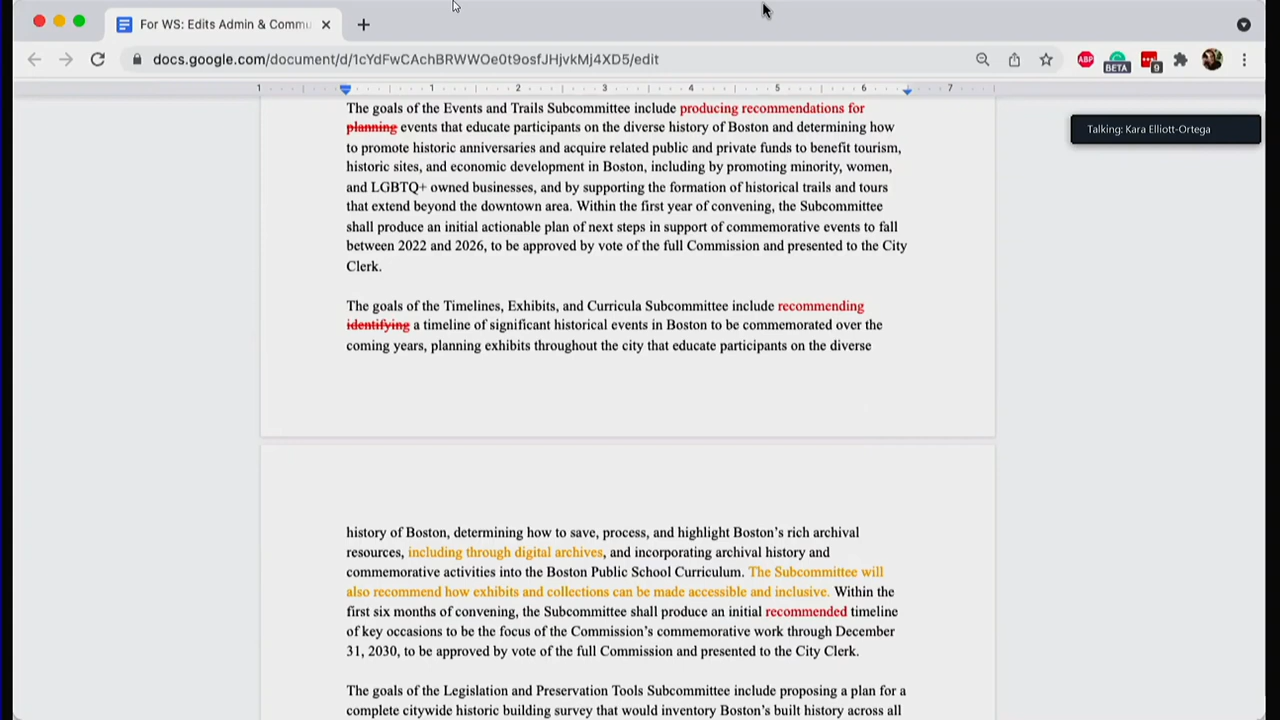 For WS: Edits Admin & Commu
docs.google.com/document/d/1cYdFwCAchBRWWOe0t9osfJHjvkMj4XD5/edit
ABP
BETA
9
1 1 2 3 4 5 6 7
Talking: Kara Elliott-Ortega
The goals of the Events and Trails Subcommittee include producing recommendations for
planning events that educate participants on the diverse history of Boston and determining how
to promote historic anniversaries and acquire related public and private funds to benefit tourism,
historic sites, and economic development in Boston, including by promoting minority, women,
and LGBTQ+ owned businesses, and by supporting the formation of historical trails and tours
that extend beyond the downtown area. Within the first year of convening, the Subcommittee
shall produce an initial actionable plan of next steps in support of commemorative events to fall
between 2022 and 2026, to be approved by vote of the full Commission and presented to the City
Clerk.
The goals of the Timelines, Exhibits, and Curricula Subcommittee include recommending
identifying a timeline of significant historical events in Boston to be commemorated over the
coming years, planning exhibits throughout the city that educate participants on the diverse
history of Boston, determining how to save, process, and highlight Boston's rich archival
resources, including through digital archives, and incorporating archival history and
commemorative activities into the Boston Public School Curriculum. The Subcommittee will
also recommend how exhibits and collections can be made accessible and inclusive. Within the
first six months of convening, the Subcommittee shall produce an initial recommended timeline
of key occasions to be the focus of the Commission's commemorative work through December
31, 2030, to be approved by vote of the full Commission and presented to the City Clerk.
The goals of the Legislation and Preservation Tools Subcommittee include proposing a plan for a
complete citywide historic building survey that would inventory Boston's built history across all